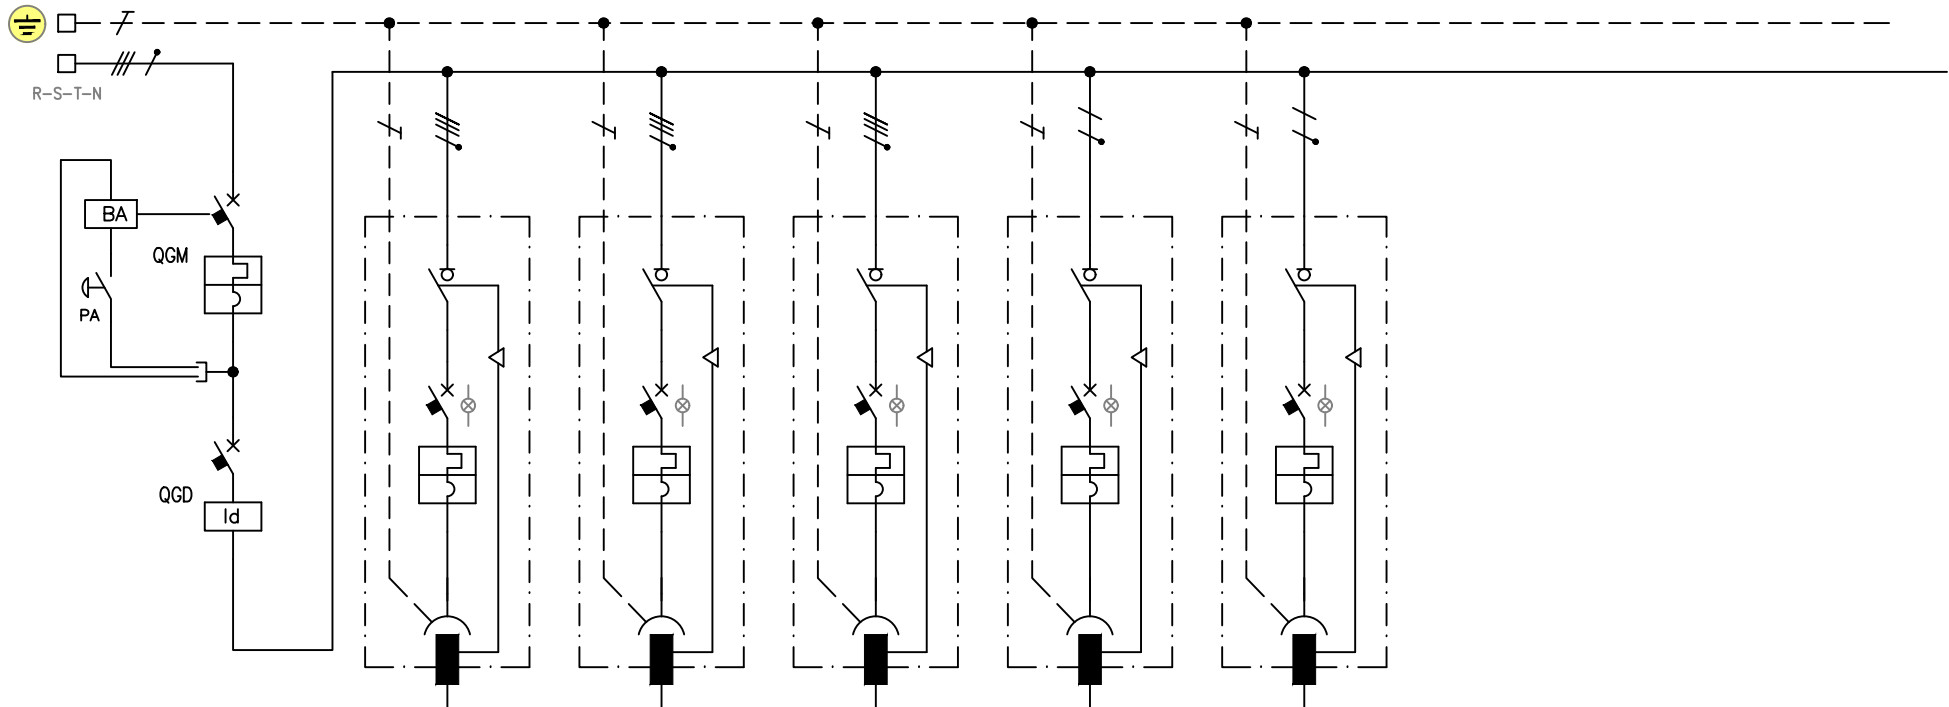 R-S-T-N
BA
QGM
PA
QGD
Id